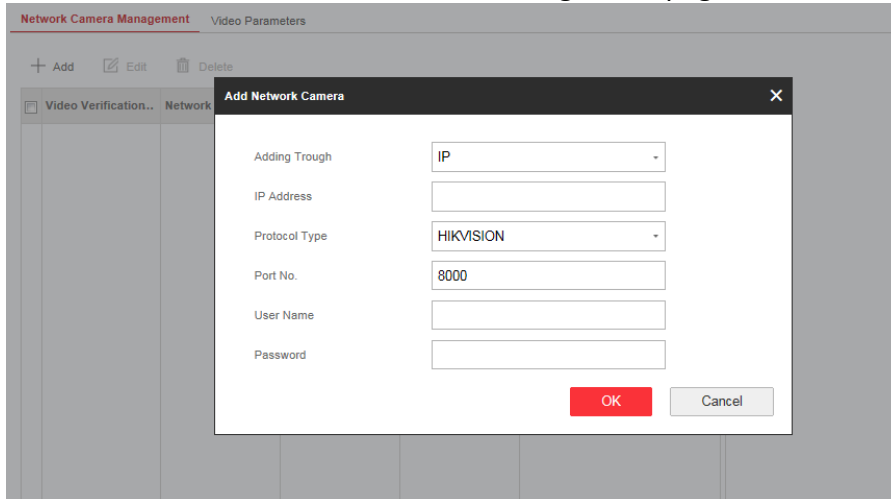 Network Camera Management Video Parameters
Add Edit Delete
Video Verification... Network
Add Network Camera
Adding Trough IP
IP Address
Protocol Type HIKVISION
Port No. 8000
User Name
Password
OK Cancel